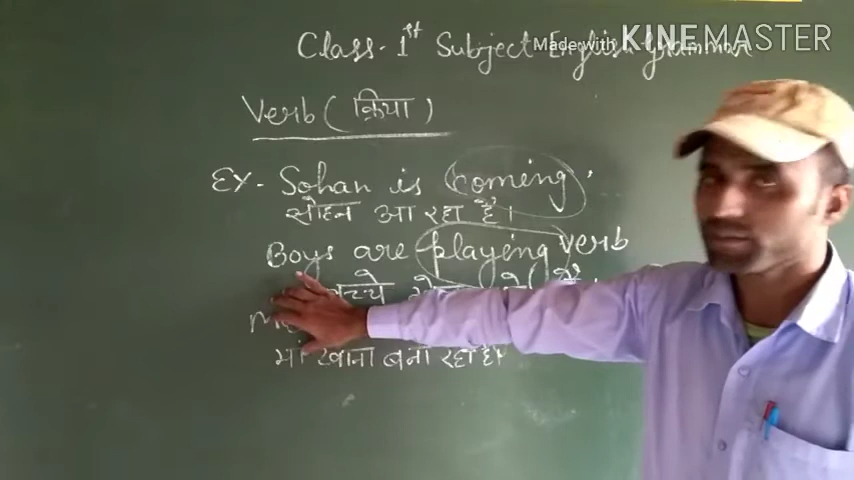 Class- 1st Subject English Grammar
Made with KINEMASTER
Verb ( क्रिया )
Ex- Sohan is coming.
सोहन आ रहा है।
Boys are playing verb
बच्चे
माँ खाना बना रही है।